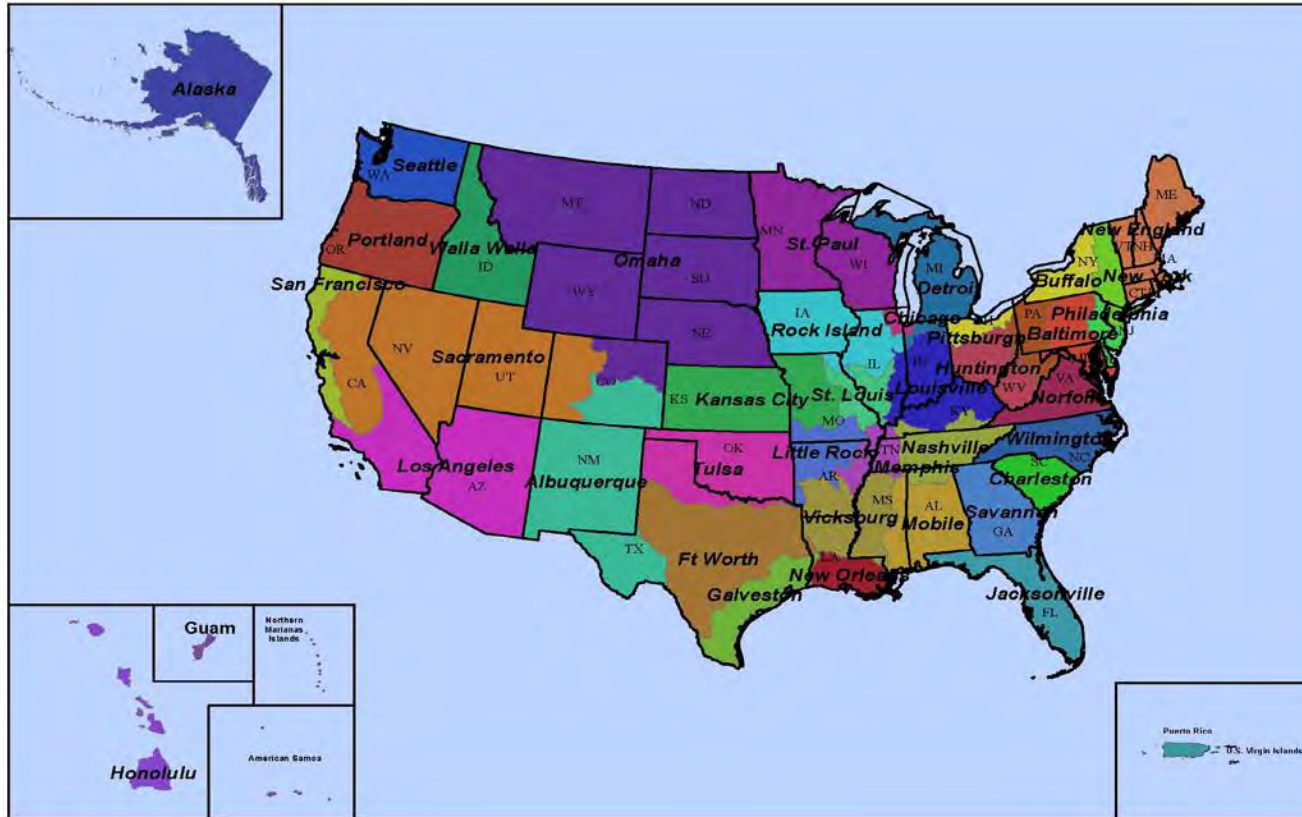 Alaska
WA
Seattle
OR
Portland
Walla Walla
ID
MT
ND
MN
St. Paul
WI
MI
Detroi
ME
New England
VT
NH
MA
NY
Buffalo
New York
CT
San Francisco
Omaha
SD
WY
NE
IA
Rock Island
Chicago
PA
Philadelphia
Pittsburgh
Baltimore
NJ
NV
Sacramento
UT
CA
CO
KS
Kansas City
St. Louis
MO
IL
IN
Louisville
KY
Huntington
WV
VA
Norfolk
Los Angeles
AZ
NM
Albuquerque
OK
Tulsa
Little Rock
AR
TN
Memphis
Nashville
Wilmington
NC
SC
Charleston
TX
Ft Worth
Vicksburg
MS
AL
Mobile
Savannah
GA
LA
New Orleans
Galveston
Jacksonville
FL
Guam
Northern
Marianas
Islands
American Samoa
Honolulu
Puerto Rico
U.S. Virgin Islands